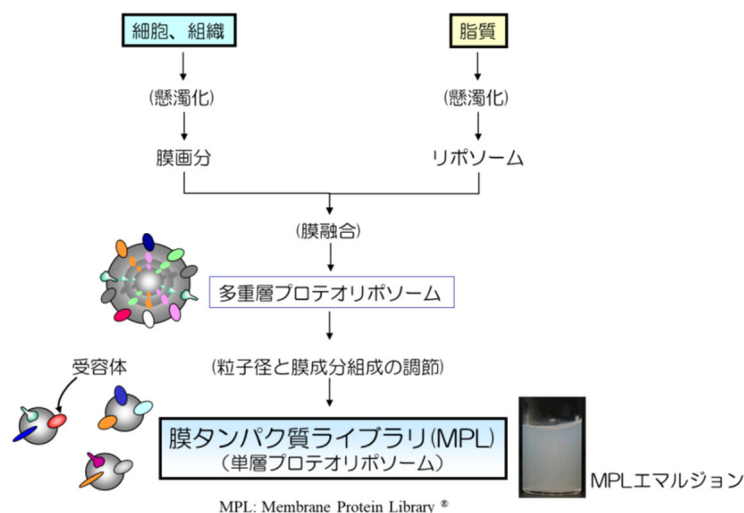 細胞、組織
脂質
(懸濁化)
(懸濁化)
膜画分
リポソーム
(膜融合)
多重層プロテオリポソーム
受容体
(粒子径と膜成分組成の調節)
膜タンパク質ライブラリ(MPL)
(単層プロテオリポソーム)
MPLエマルジョン
MPL: Membrane Protein Library ®